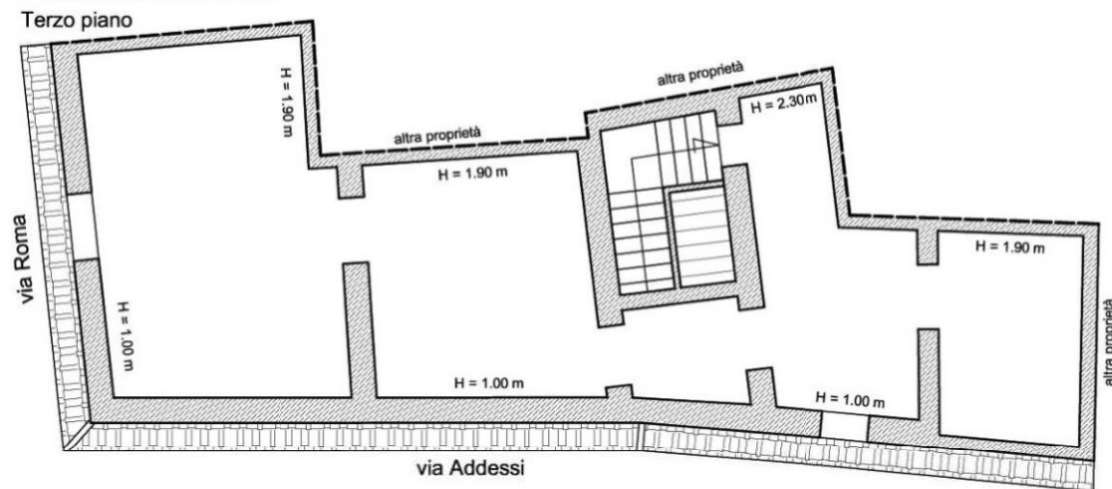 Terzo piano
altra proprietà
H = 2.30m
H = 1.90 m
altra proprietà
H = 1.90 m
H = 1.90 m
via Roma
H = 1.00 m
altra proprietà
H = 1.00 m
H = 1.00 m
via Addessi